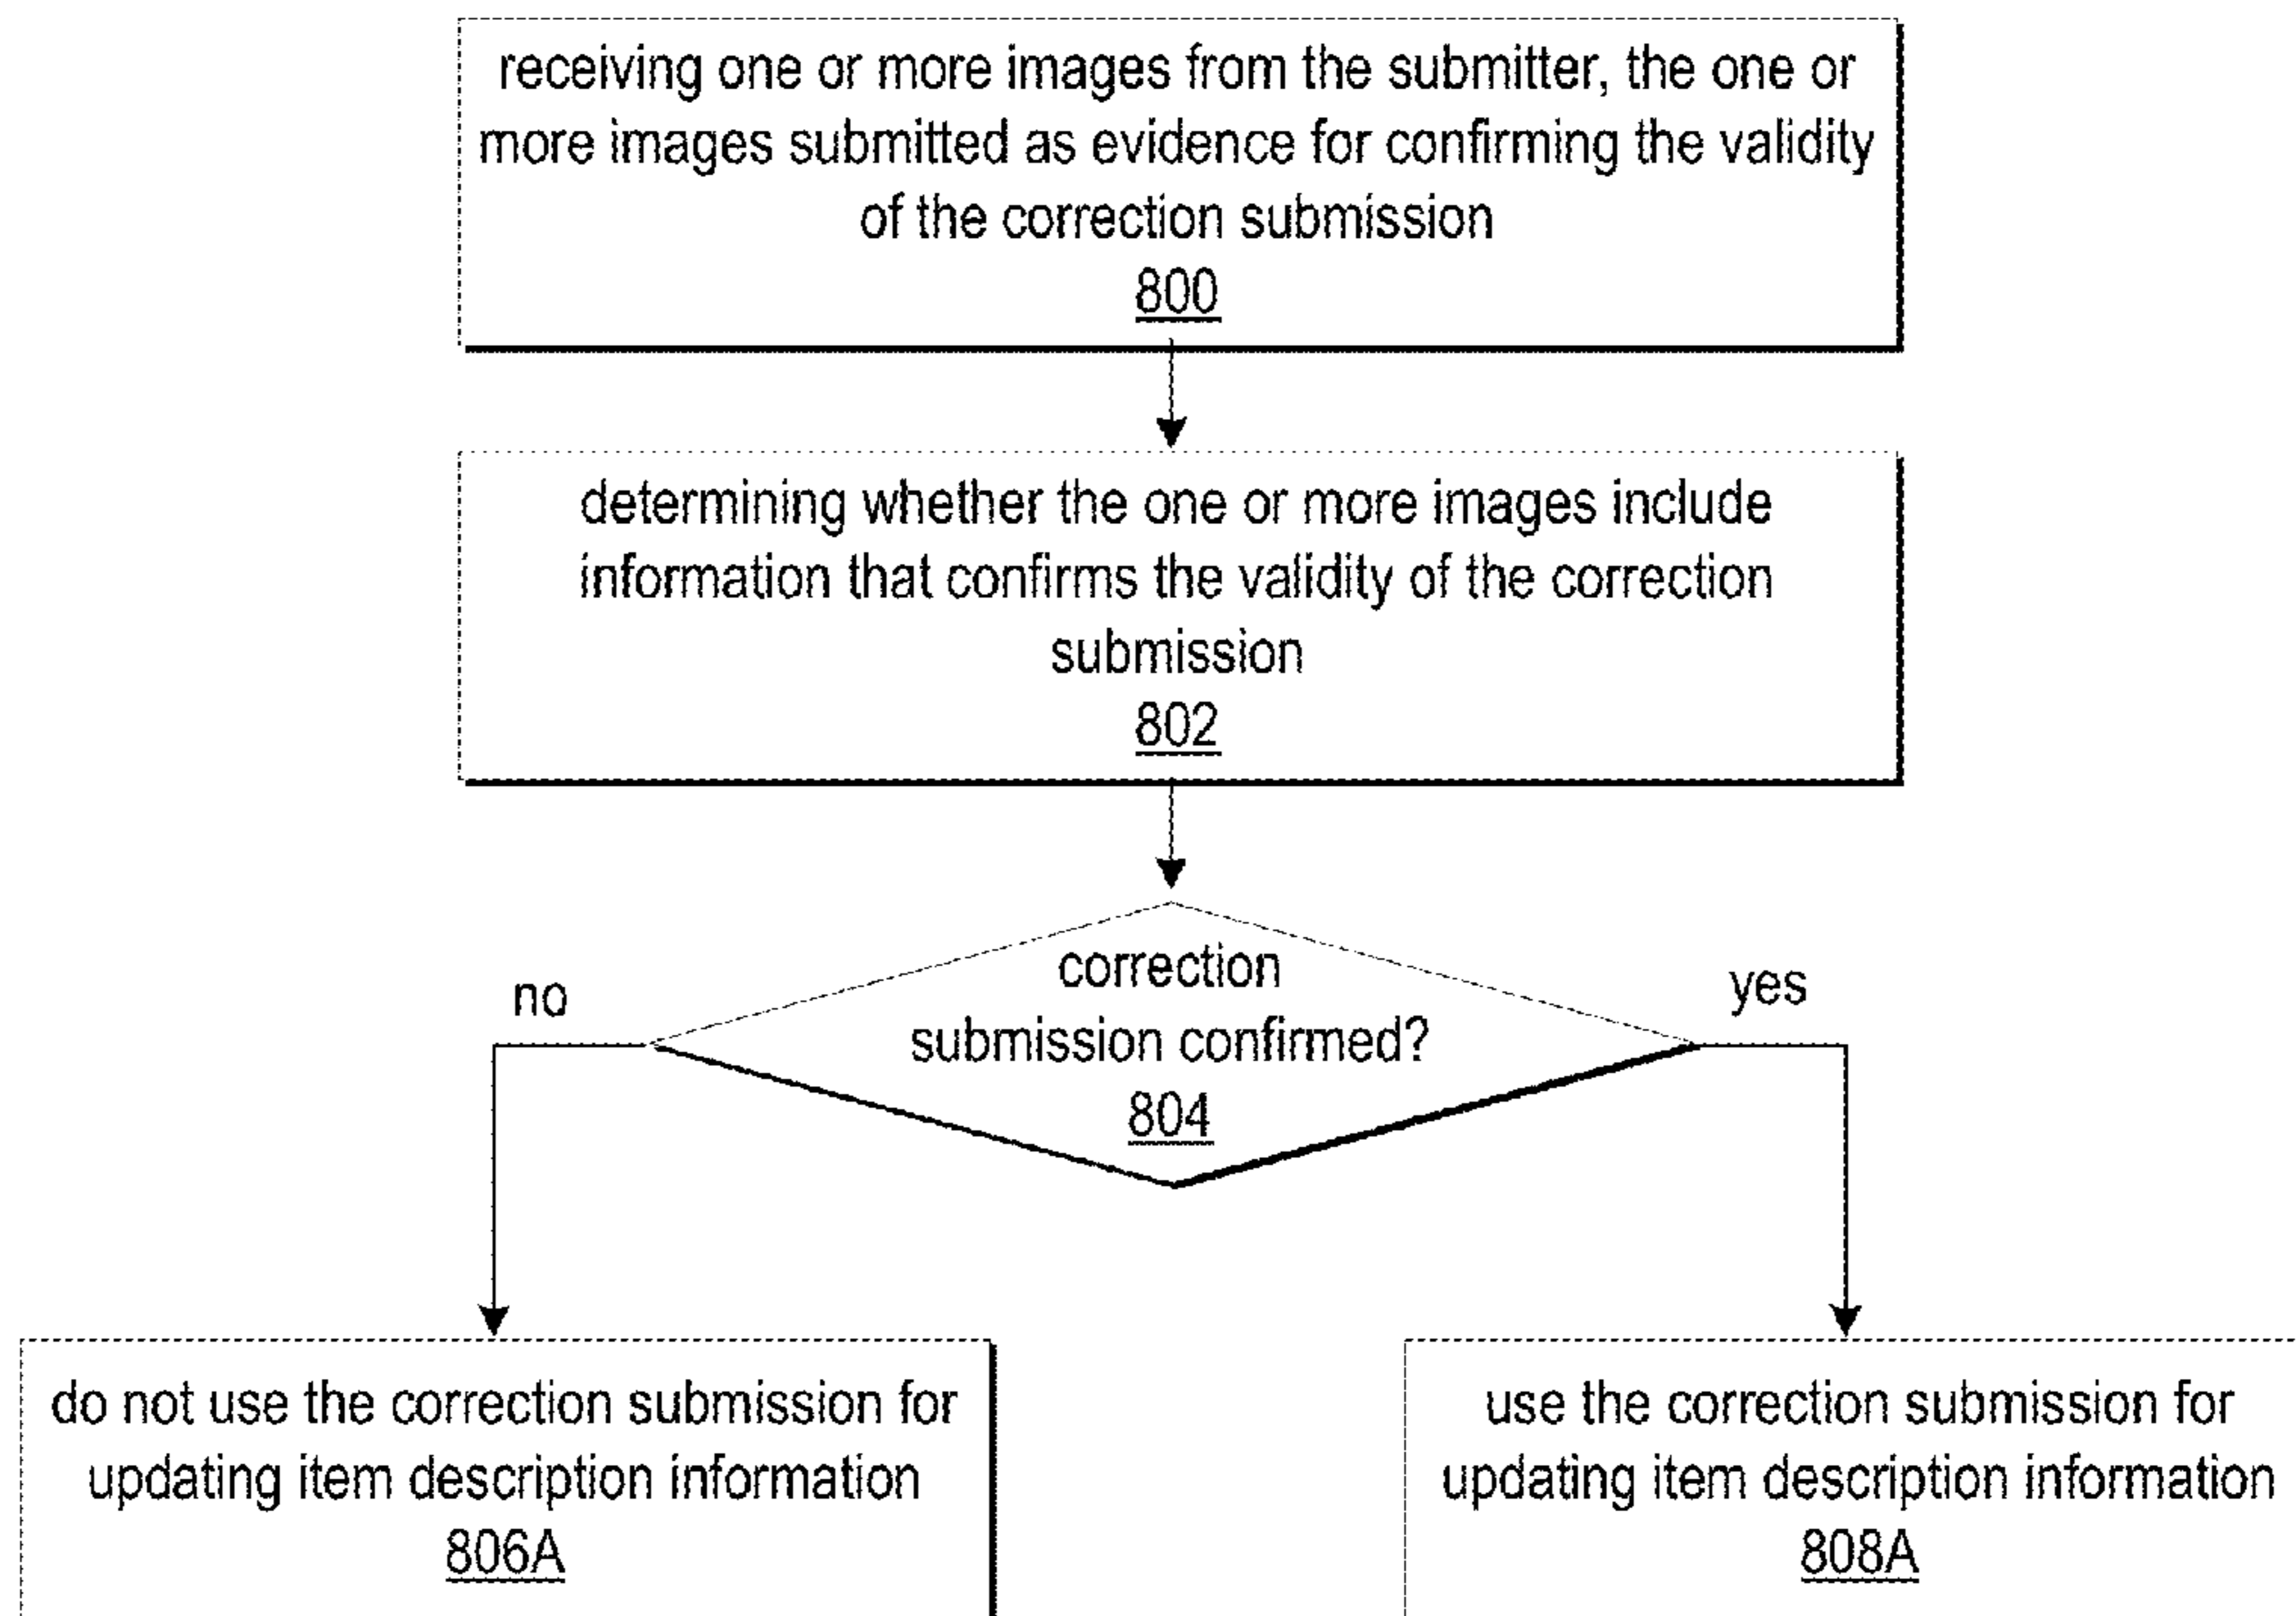 receiving one or more images from the submitter, the one or
more images submitted as evidence for confirming the validity
of the correction submission
800
determining whether the one or more images include
information that confirms the validity of the correction
submission
802
correction
submission confirmed?
804
no
yes
do not use the correction submission for
updating item description information
806A
use the correction submission for
updating item description information
808A